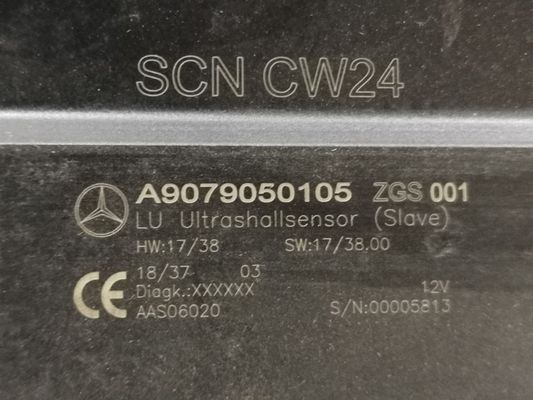 SCN CW24
A9079050105 ZGS 001
LU Ultrashallsensor (Slave)
HW:17/38 SW:17/38.00
18/37 03
Diagk.:XXXXXX 12V
AAS06020 S/N:00005813
CE